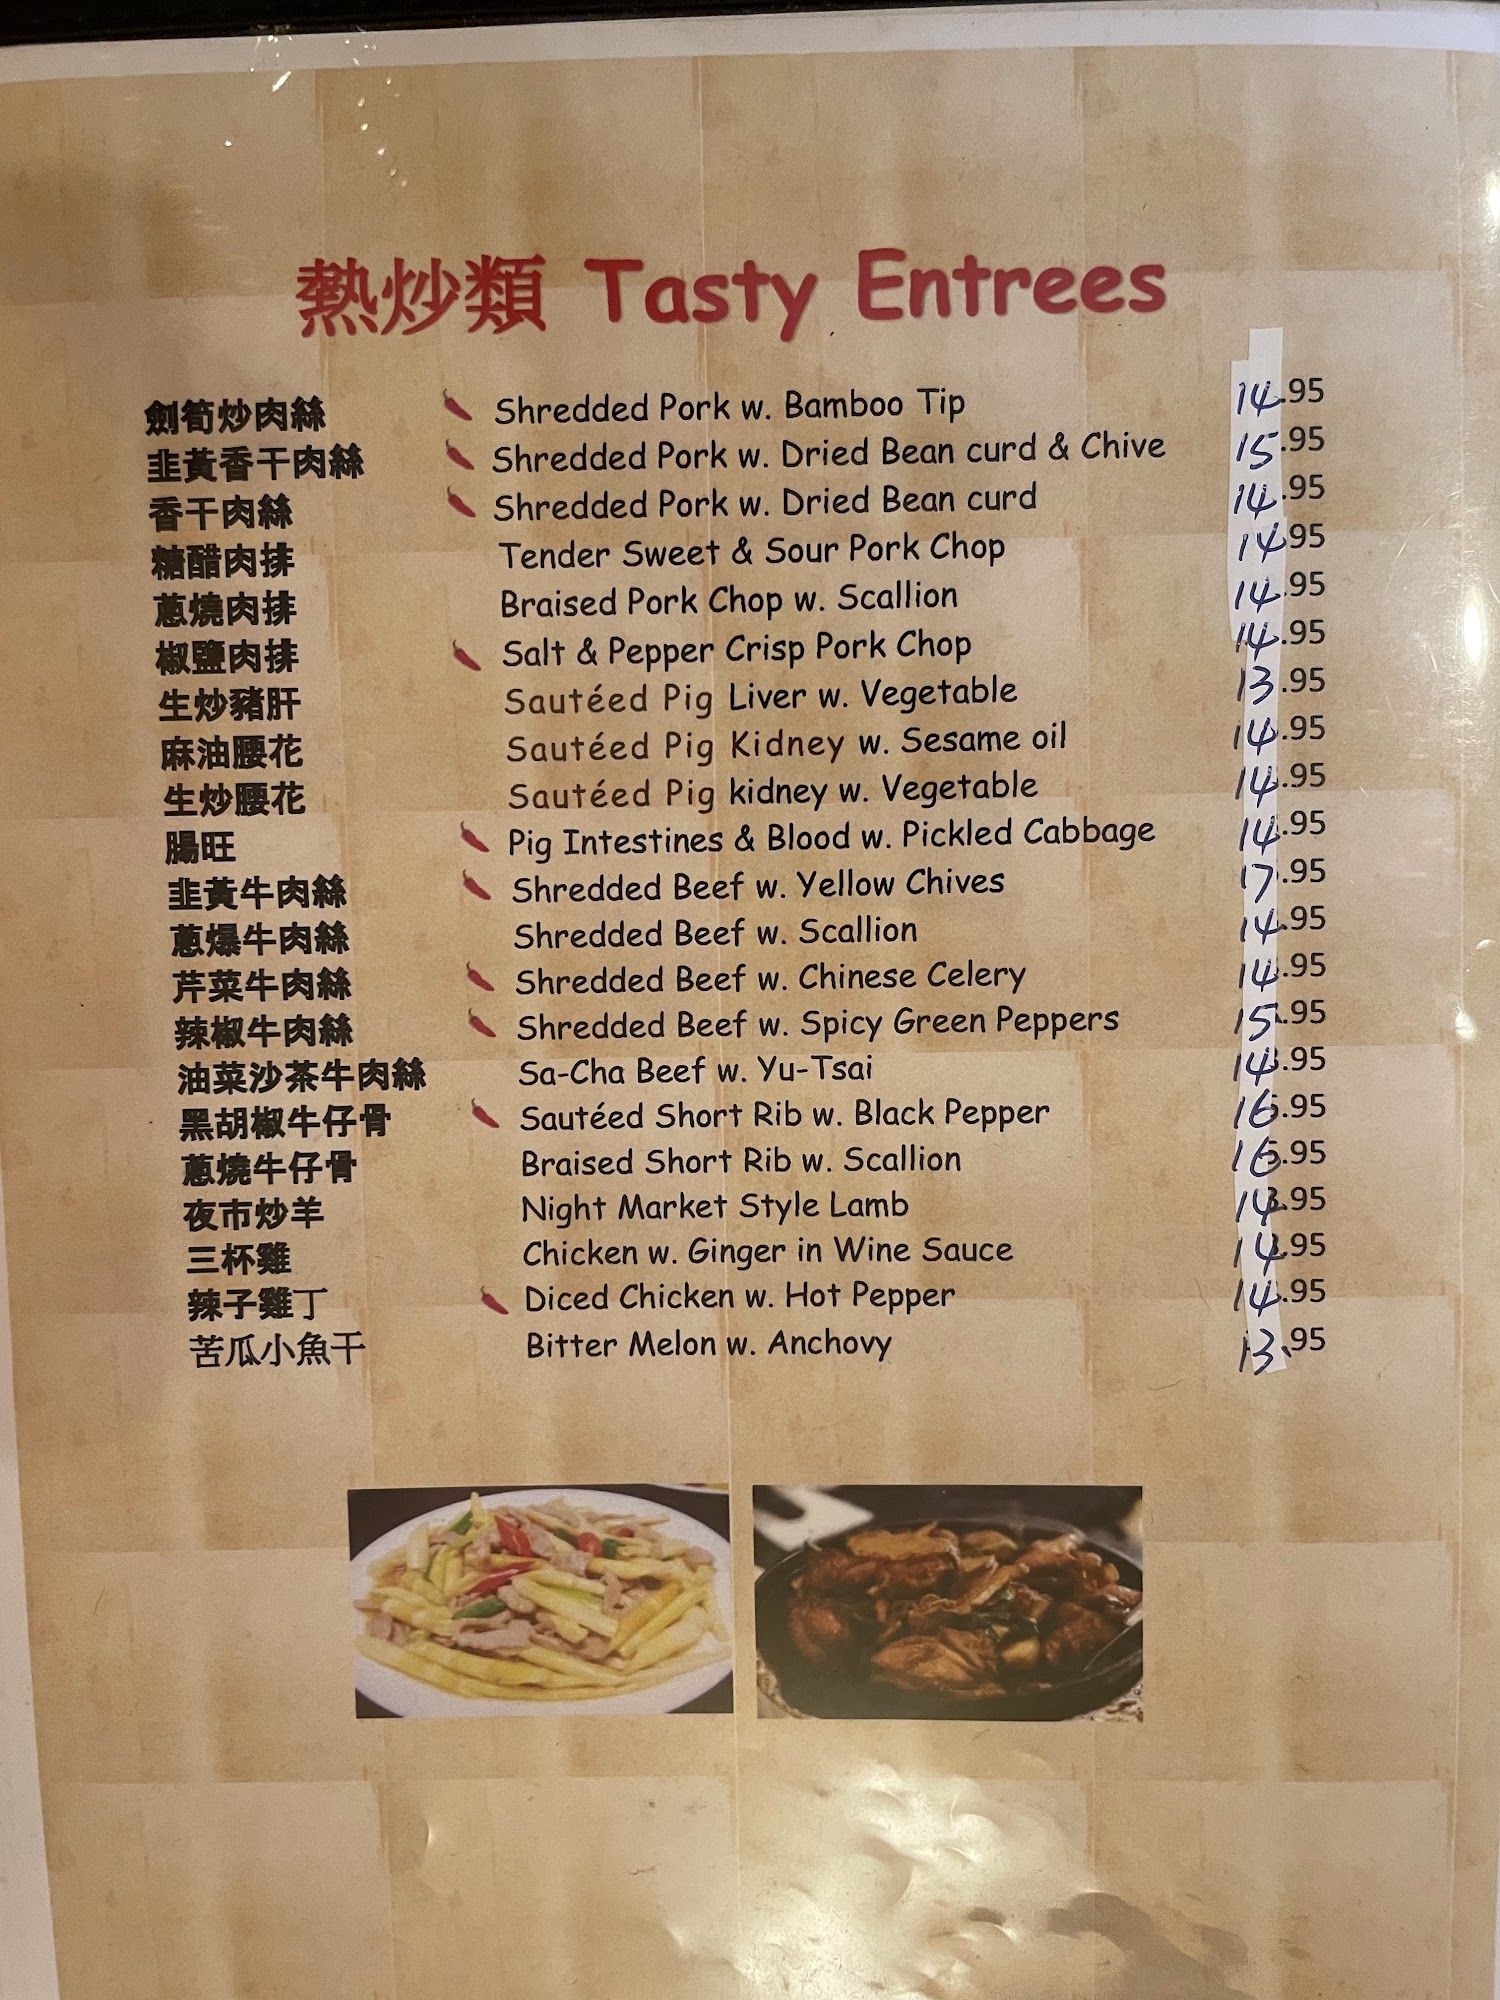 熱炒類 Tasty Entrees
劍筍炒肉絲 Shredded Pork w. Bamboo Tip 14.95
韭黃香干肉絲 Shredded Pork w. Dried Bean curd & Chive 15.95
香干肉絲 Shredded Pork w. Dried Bean curd 14.95
糖醋肉排 Tender Sweet & Sour Pork Chop 14.95
蔥燒肉排 Braised Pork Chop w. Scallion 14.95
椒鹽肉排 Salt & Pepper Crisp Pork Chop 14.95
生炒豬肝 Sautéed Pig Liver w. Vegetable 13.95
麻油腰花 Sautéed Pig Kidney w. Sesame oil 14.95
生炒腰花 Sautéed Pig kidney w. Vegetable 14.95
腸旺 Pig Intestines & Blood w. Pickled Cabbage 14.95
韭黃牛肉絲 Shredded Beef w. Yellow Chives 17.95
蔥爆牛肉絲 Shredded Beef w. Scallion 14.95
芹菜牛肉絲 Shredded Beef w. Chinese Celery 14.95
辣椒牛肉絲 Shredded Beef w. Spicy Green Peppers 15.95
油菜沙茶牛肉絲 Sa-Cha Beef w. Yu-Tsai 14.95
黑胡椒牛仔骨 Sautéed Short Rib w. Black Pepper 16.95
蔥燒牛仔骨 Braised Short Rib w. Scallion 16.95
夜市炒羊 Night Market Style Lamb 14.95
三杯雞 Chicken w. Ginger in Wine Sauce 14.95
辣子雞丁 Diced Chicken w. Hot Pepper 14.95
苦瓜小魚干 Bitter Melon w. Anchovy 13.95